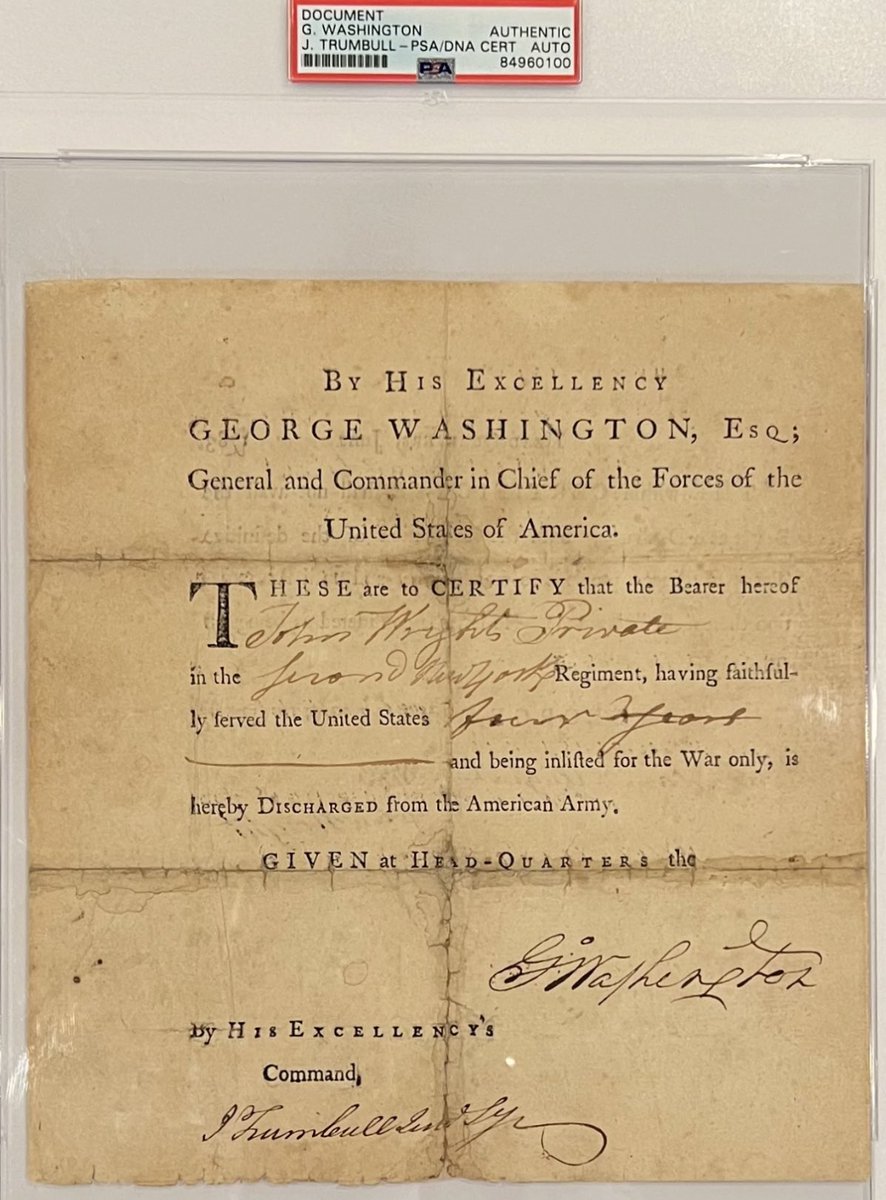 DOCUMENT
G. WASHINGTON AUTHENTIC
J. TRUMBULL-PSA/DNA CERT AUTO
PSA 84960100
BY HIS EXCELLENCY
GEORGE WASHINGTON, ESQ;
General and Commander in Chief of the Forces of the
United States of America.
THESE are to CERTIFY that the Bearer hereof
John Wright Private
in the Second New York Regiment, having faithful-
ly ſerved the United States four Years
and being inliſted for the War only, is
hereby DISCHARGED from the American Army.
GIVEN at HEAD-QUARTERS the
G:Washington
By HIS EXCELLENCY's
Command,
J Trumbull Jun